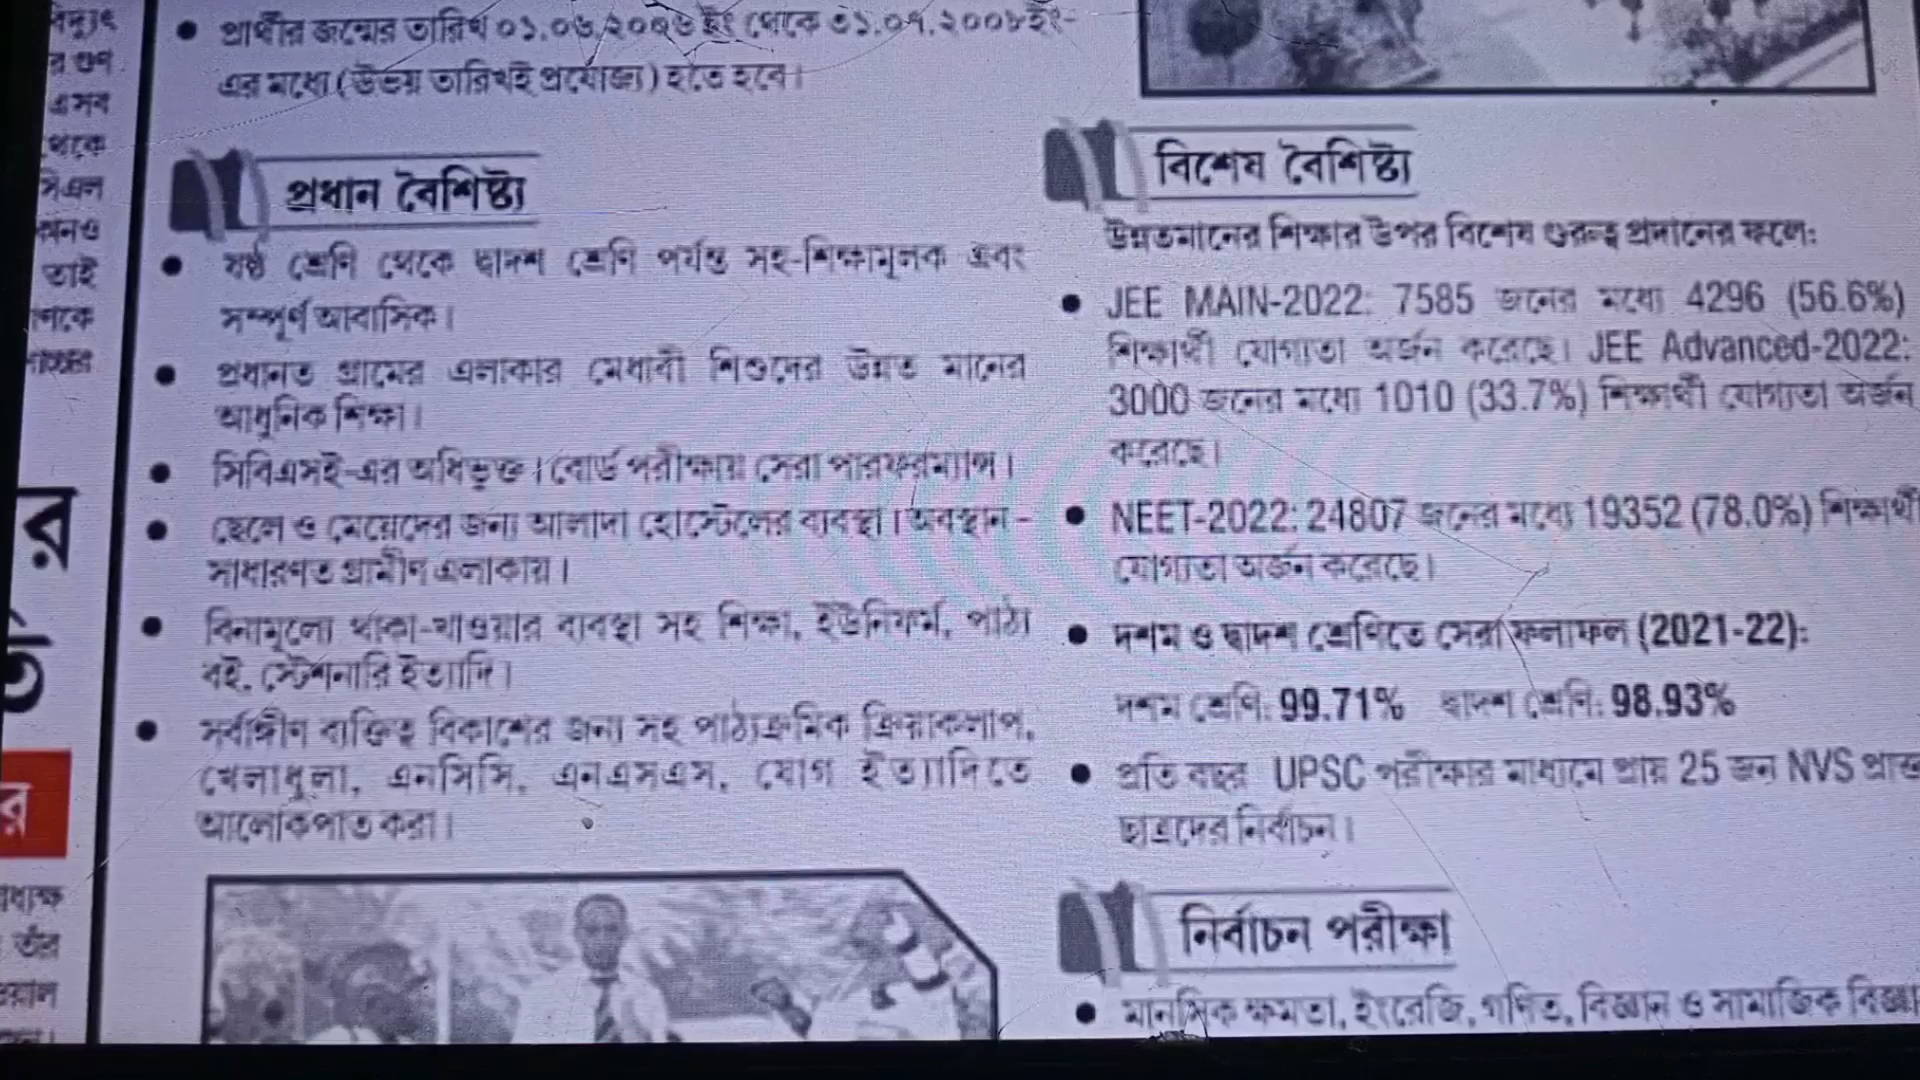 প্রার্থীর জন্মের তারিখ ০১.০৬.২০০৬ইং থেকে ৩১.০৭.২০০৮ইং-
এর মধ্যে (উভয় তারিখই প্রযোজ্য) হতে হবে।
প্রধান বৈশিষ্ট্য
ষষ্ঠ শ্রেণি থেকে দ্বাদশ শ্রেণি পর্যন্ত সহ-শিক্ষামূলক এবং
সম্পূর্ণ আবাসিক।
প্রধানত গ্রামের এলাকার মেধাবী শিশুদের উন্নত মানের
আধুনিক শিক্ষা।
সিবিএসই-এর অধিভুক্ত। বোর্ড পরীক্ষায় সেরা পারফরম্যান্স।
ছেলে ও মেয়েদের জন্য আলাদা হোস্টেলের ব্যবস্থা। অবস্থান -
সাধারণত গ্রামীণ এলাকায়।
বিনামূল্যে থাকা-খাওয়ার ব্যবস্থা সহ শিক্ষা, ইউনিফর্ম, পাঠ্য
বই, স্টেশনারি ইত্যাদি।
সর্বাঙ্গীণ ব্যক্তিত্ব বিকাশের জন্য সহ পাঠ্যক্রমিক ক্রিয়াকলাপ,
খেলাধুলা, এনসিসি, এনএসএস, যোগ ইত্যাদিতে
আলোকপাত করা।
বিশেষ বৈশিষ্ট্য
উন্নতমানের শিক্ষার উপর বিশেষ গুরুত্ব প্রদানের ফলে:
JEE MAIN-2022: 7585 জনের মধ্যে 4296 (56.6%)
শিক্ষার্থী যোগ্যতা অর্জন করেছে। JEE Advanced-2022:
3000 জনের মধ্যে 1010 (33.7%) শিক্ষার্থী যোগ্যতা অর্জন
করেছে।
NEET-2022: 24807 জনের মধ্যে 19352 (78.0%) শিক্ষার্থী
যোগ্যতা অর্জন করেছে।
দশম ও দ্বাদশ শ্রেণিতে সেরা ফলাফল (2021-22):
দশম শ্রেণি: 99.71% দ্বাদশ শ্রেণি: 98.93%
প্রতি বছর UPSC পরীক্ষার মাধ্যমে প্রায় 25 জন NVS প্রাক্ত
ছাত্রদের নির্বাচন।
নির্বাচন পরীক্ষা
মানসিক ক্ষমতা, ইংরেজি, গণিত, বিজ্ঞান ও সামাজিক বিজ্ঞা